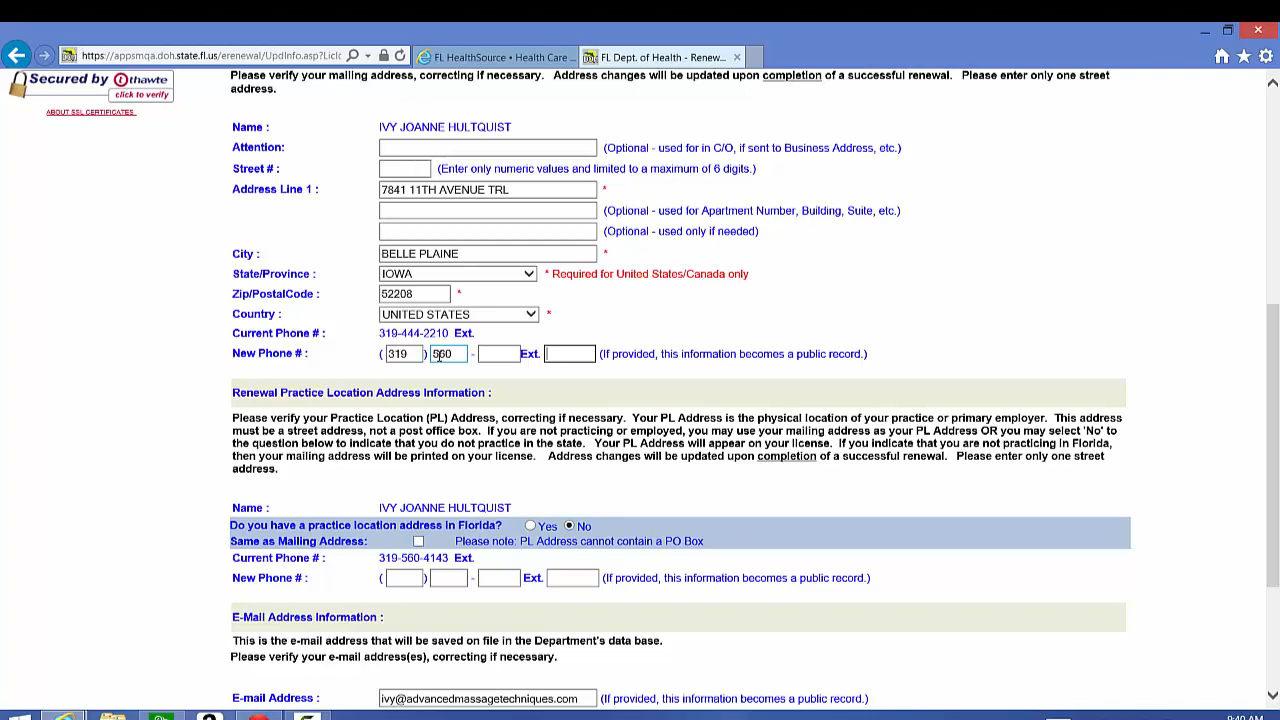 https://appsmqa.doh.state.fl.us/erenewal/UpdInfo.asp?LicId
FL HealthSource • Health Care ...
FL Dept. of Health - Renew...
Secured by thawte
click to verify
ABOUT SSL CERTIFICATES
Please verify your mailing address, correcting if necessary. Address changes will be updated upon completion of a successful renewal. Please enter only one street
address.
Name : IVY JOANNE HULTQUIST
Attention: (Optional - used for in C/O, if sent to Business Address, etc.)
Street # : (Enter only numeric values and limited to a maximum of 6 digits.)
Address Line 1 : 7841 11TH AVENUE TRL *
(Optional - used for Apartment Number, Building, Suite, etc.)
(Optional - used only if needed)
City : BELLE PLAINE *
State/Province : IOWA * Required for United States/Canada only
Zip/PostalCode : 52208 *
Country : UNITED STATES *
Current Phone # : 319-444-2210 Ext.
New Phone # : ( 319 ) 560 - Ext. (If provided, this information becomes a public record.)
Renewal Practice Location Address Information :
Please verify your Practice Location (PL) Address, correcting if necessary. Your PL Address is the physical location of your practice or primary employer. This address
must be a street address, not a post office box. If you are not practicing or employed, you may use your mailing address as your PL Address OR you may select 'No' to
the question below to indicate that you do not practice in the state. Your PL Address will appear on your license. If you indicate that you are not practicing in Florida,
then your mailing address will be printed on your license. Address changes will be updated upon completion of a successful renewal. Please enter only one street
address.
Name : IVY JOANNE HULTQUIST
Do you have a practice location address in Florida? Yes No
Same as Mailing Address: Please note: PL Address cannot contain a PO Box
Current Phone # : 319-560-4143 Ext.
New Phone # : ( ) - Ext. (If provided, this information becomes a public record.)
E-Mail Address Information :
This is the e-mail address that will be saved on file in the Department's data base.
Please verify your e-mail address(es), correcting if necessary.
E-mail Address : ivy@advancedmassagetechniques.com (If provided, this information becomes a public record.)
9:40 AM